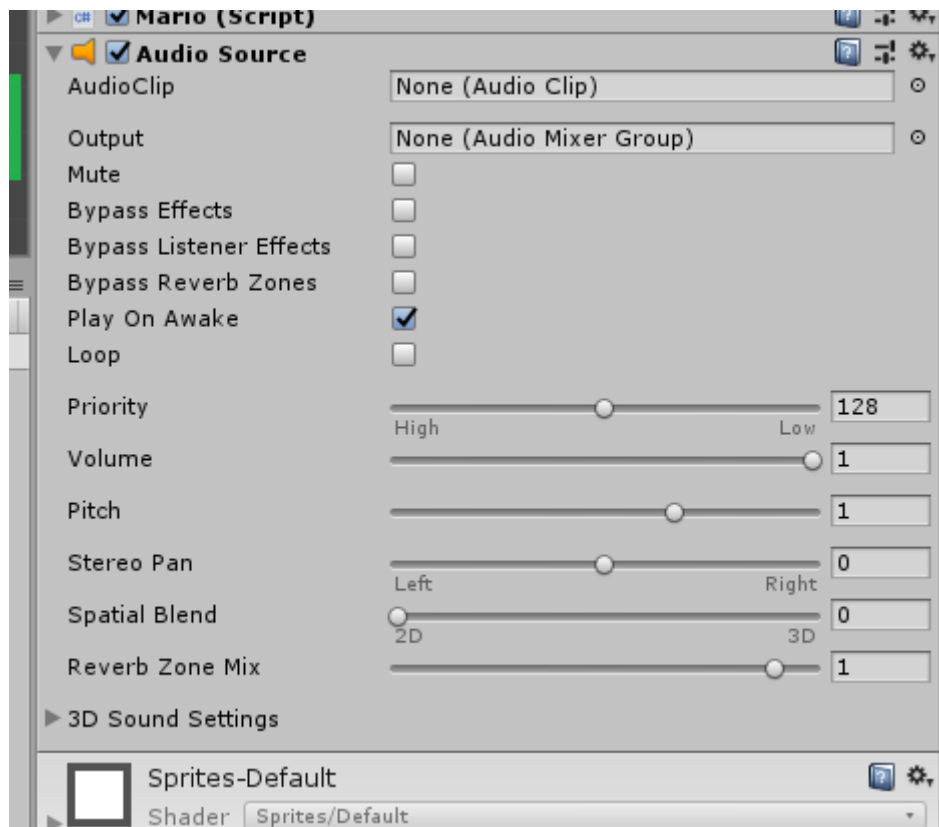 Mario (Script)
Audio Source
AudioClip None (Audio Clip)
Output None (Audio Mixer Group)
Mute
Bypass Effects
Bypass Listener Effects
Bypass Reverb Zones
Play On Awake
Loop
Priority 128
High Low
Volume 1
Pitch 1
Stereo Pan 0
Left Right
Spatial Blend 0
2D 3D
Reverb Zone Mix 1
3D Sound Settings
Sprites-Default
Shader Sprites/Default